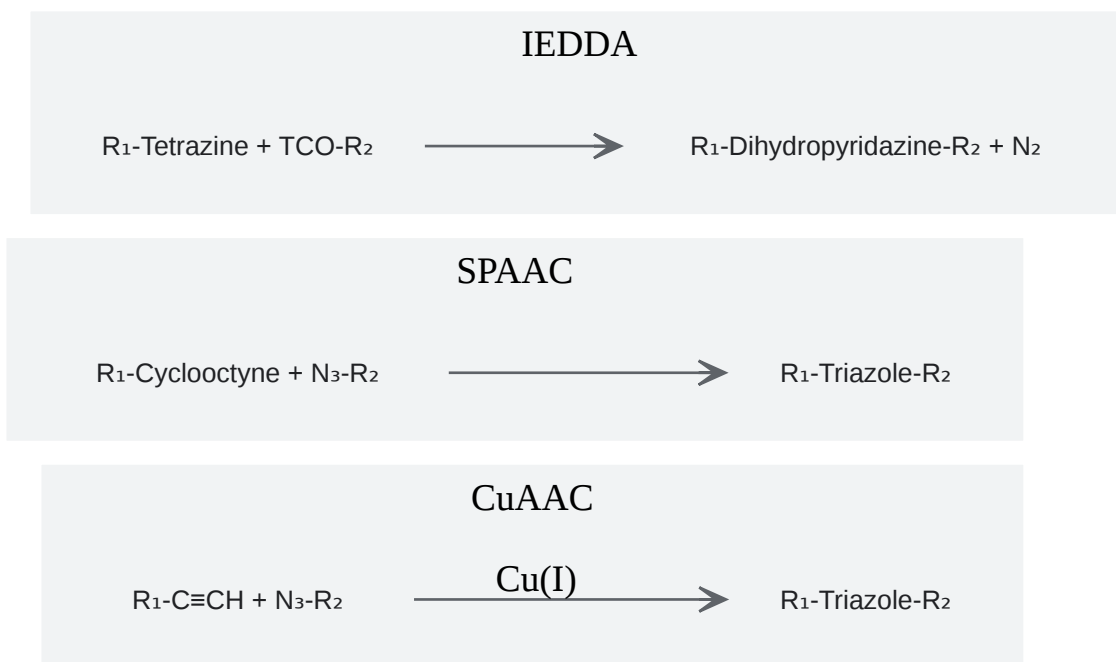 IEDDA
R₁-Tetrazine + TCO-R₂
R₁-Dihydropyridazine-R₂ + N₂
SPAAC
R₁-Cyclooctyne + N₃-R₂
R₁-Triazole-R₂
CuAAC
Cu(I)
R₁-C≡CH + N₃-R₂
R₁-Triazole-R₂